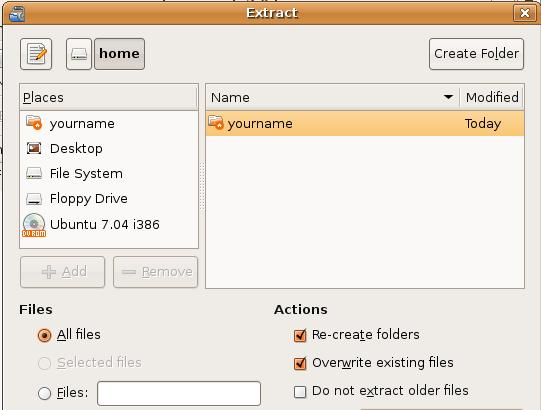 Extract
home
Create Folder
Places
Name
Modified
yourname
yourname
Today
Desktop
File System
Floppy Drive
DVD ROM
Ubuntu 7.04 i386
Add
Remove
Files
Actions
All files
Re-create folders
Selected files
Overwrite existing files
Files:
Do not extract older files